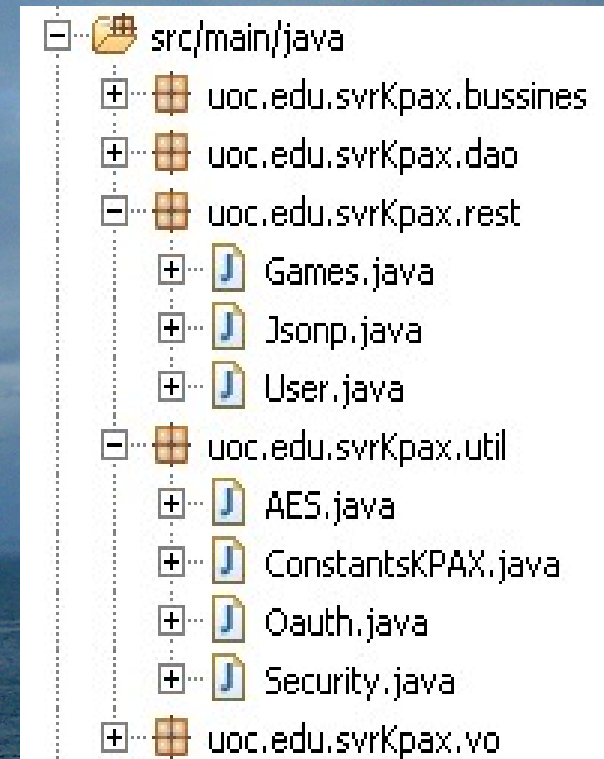 src/main/java
uoc.edu.svrKpax.bussines
uoc.edu.svrKpax.dao
uoc.edu.svrKpax.rest
Games.java
Jsonp.java
User.java
uoc.edu.svrKpax.util
AES.java
ConstantsKPAX.java
Oauth.java
Security.java
uoc.edu.svrKpax.vo